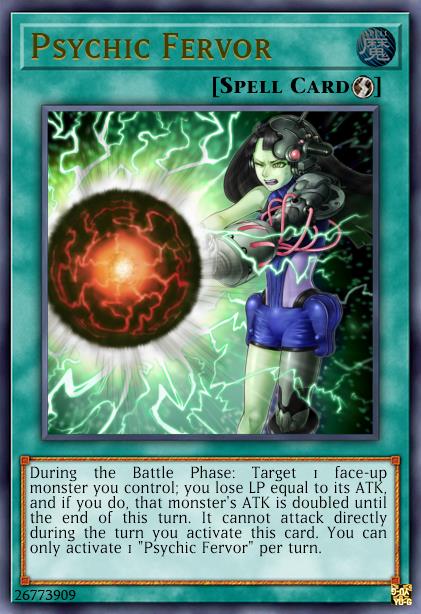 Psychic Fervor
魔
[Spell Card]
During the Battle Phase: Target 1 face-up
monster you control; you lose LP equal to its ATK,
and if you do, that monster's ATK is doubled until
the end of this turn. It cannot attack directly
during the turn you activate this card. You can
only activate 1 "Psychic Fervor" per turn.
26773909